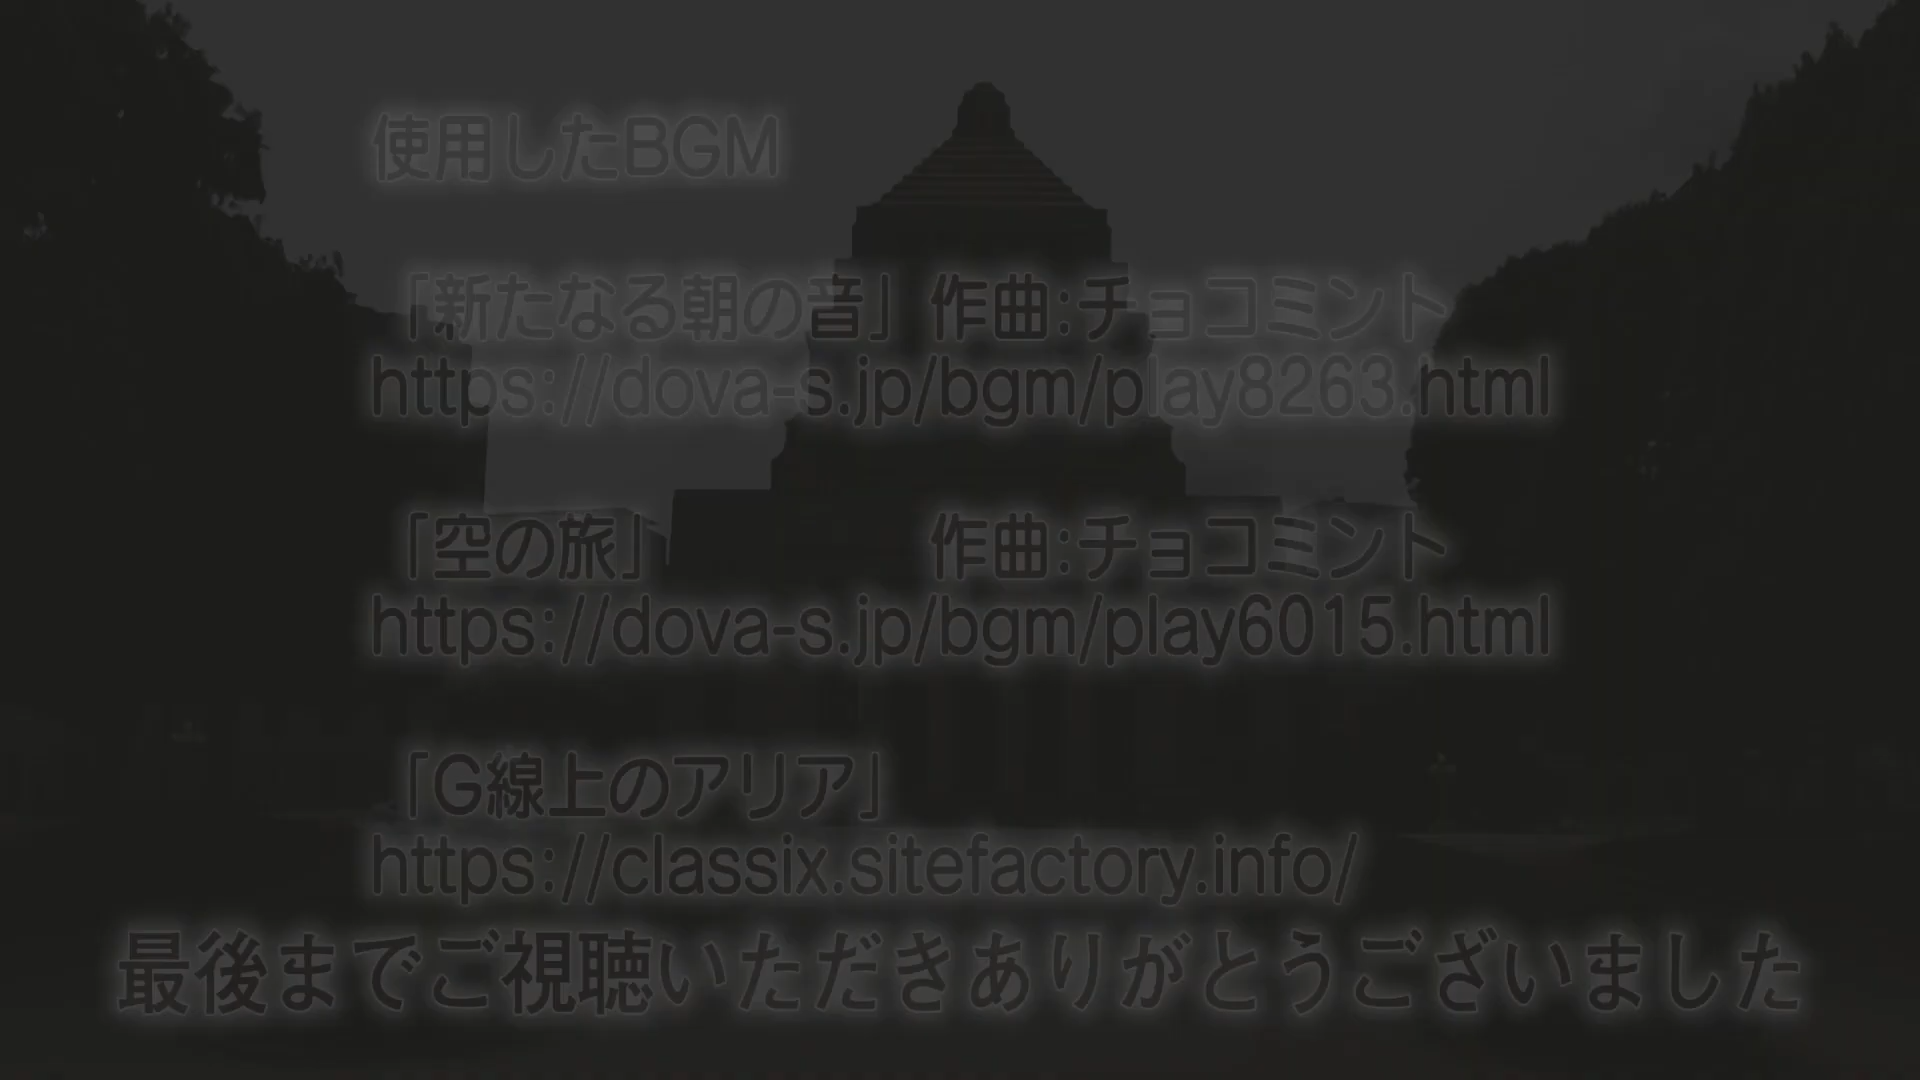 使用したBGM
「新たなる朝の音」 作曲:チョコミント
https://dova-s.jp/bgm/play8263.html
「空の旅」 作曲:チョコミント
https://dova-s.jp/bgm/play6015.html
「G線上のアリア」
https://classix.sitefactory.info/
最後までご視聴いただきありがとうございました